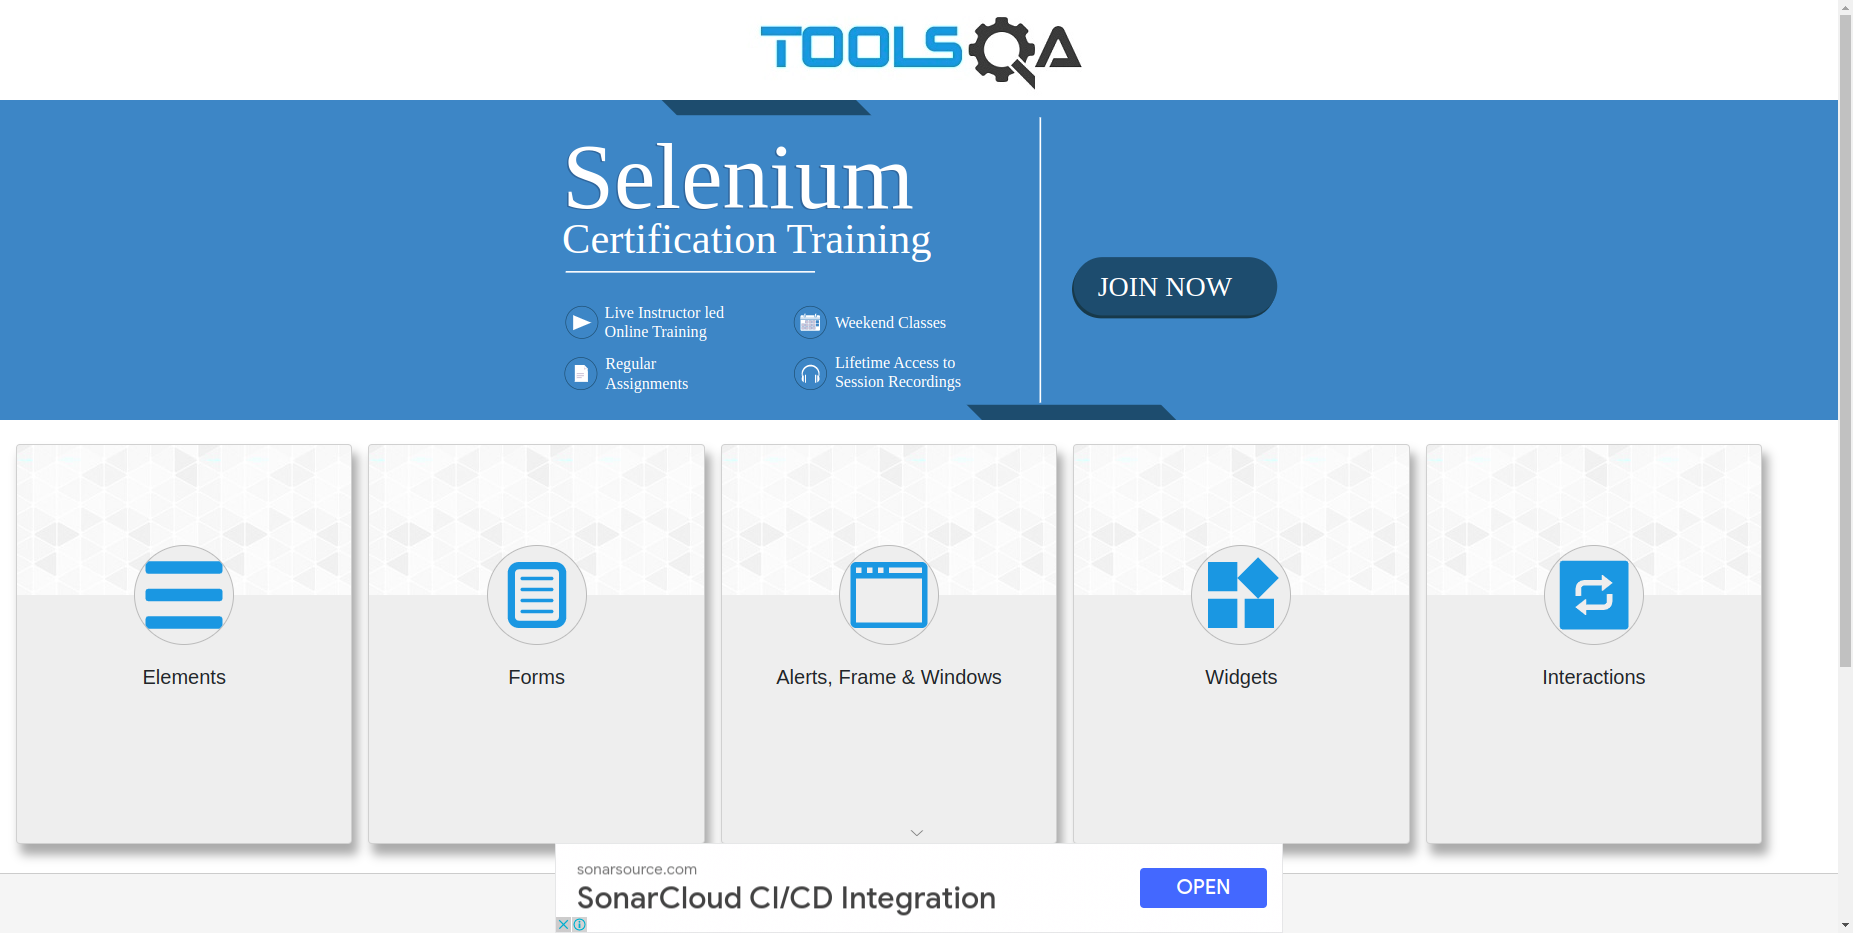 TOOLSQA
Selenium
Certification Training
JOIN NOW
Live Instructor led
Online Training
Weekend Classes
Regular
Assignments
Lifetime Access to
Session Recordings
Elements
Forms
Alerts, Frame & Windows
Widgets
Interactions
sonarsource.com
SonarCloud CI/CD Integration
OPEN